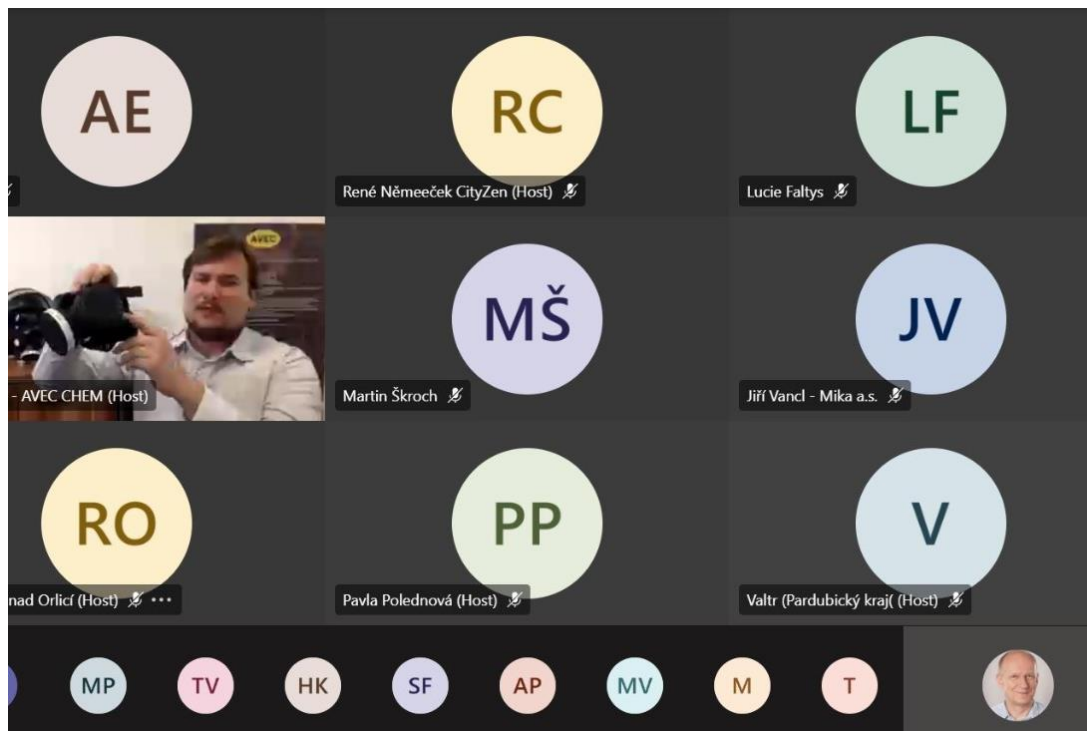 AE
RC
LF
René Němeeček CityZen (Host)
Lucie Faltys
AVEC
MŠ
JV
- AVEC CHEM (Host)
Martin Škroch
Jiří Vancl - Mika a.s.
RO
PP
V
nad Orlicí (Host) •••
Pavla Polednová (Host)
Valtr (Pardubický kraj( (Host)
MP TV HK SF AP MV M T